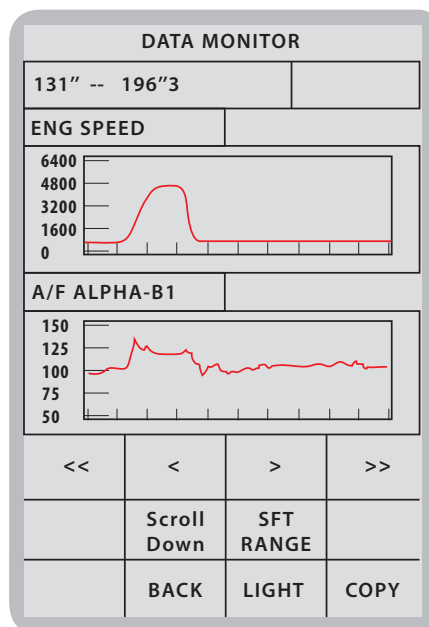 DATA MONITOR
131” -- 196”3
ENG SPEED
6400
4800
3200
1600
0
A/F ALPHA-B1
150
125
100
75
50
<< < > >>
Scroll Down SFT RANGE
BACK LIGHT COPY